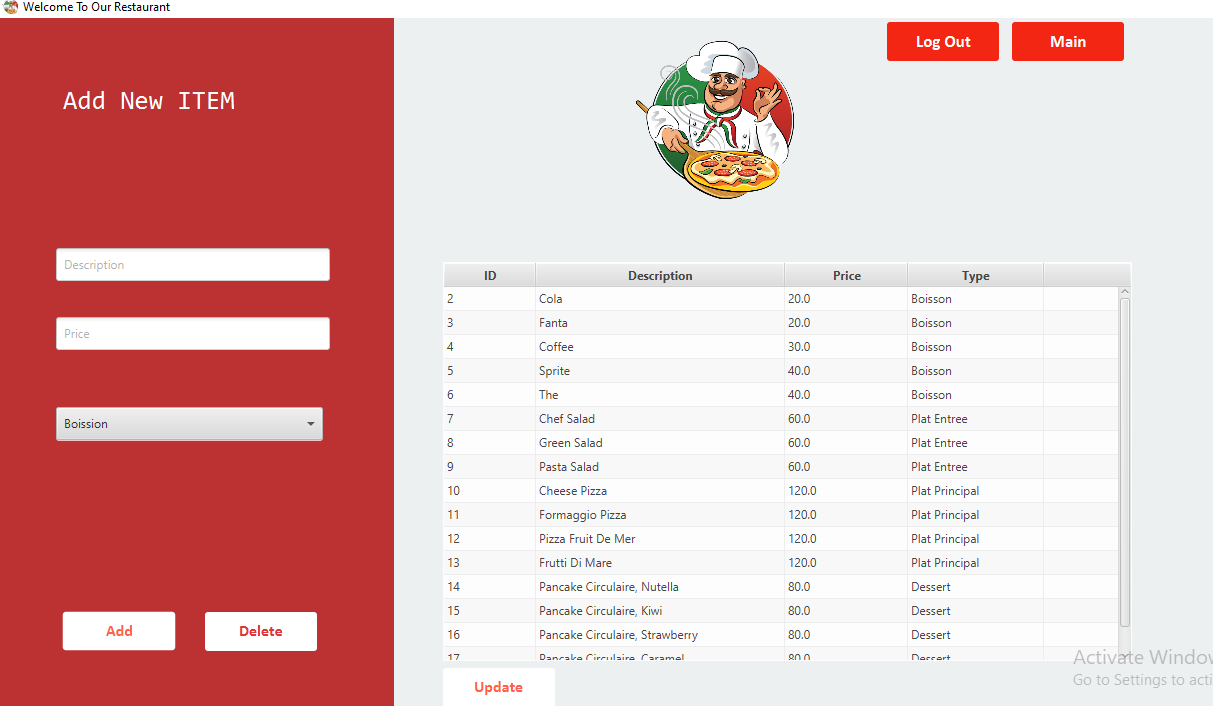 Welcome To Our Restaurant
Log Out Main
Add New ITEM
Description
Price
Boission
Add Delete
ID Description Price Type
2 Cola 20.0 Boisson
3 Fanta 20.0 Boisson
4 Coffee 30.0 Boisson
5 Sprite 40.0 Boisson
6 The 40.0 Boisson
7 Chef Salad 60.0 Plat Entree
8 Green Salad 60.0 Plat Entree
9 Pasta Salad 60.0 Plat Entree
10 Cheese Pizza 120.0 Plat Principal
11 Formaggio Pizza 120.0 Plat Principal
12 Pizza Fruit De Mer 120.0 Plat Principal
13 Frutti Di Mare 120.0 Plat Principal
14 Pancake Circulaire, Nutella 80.0 Dessert
15 Pancake Circulaire, Kiwi 80.0 Dessert
16 Pancake Circulaire, Strawberry 80.0 Dessert
17 Pancake Circulaire, Caramel 80.0 Dessert
Update
Activate Window
Go to Settings to acti